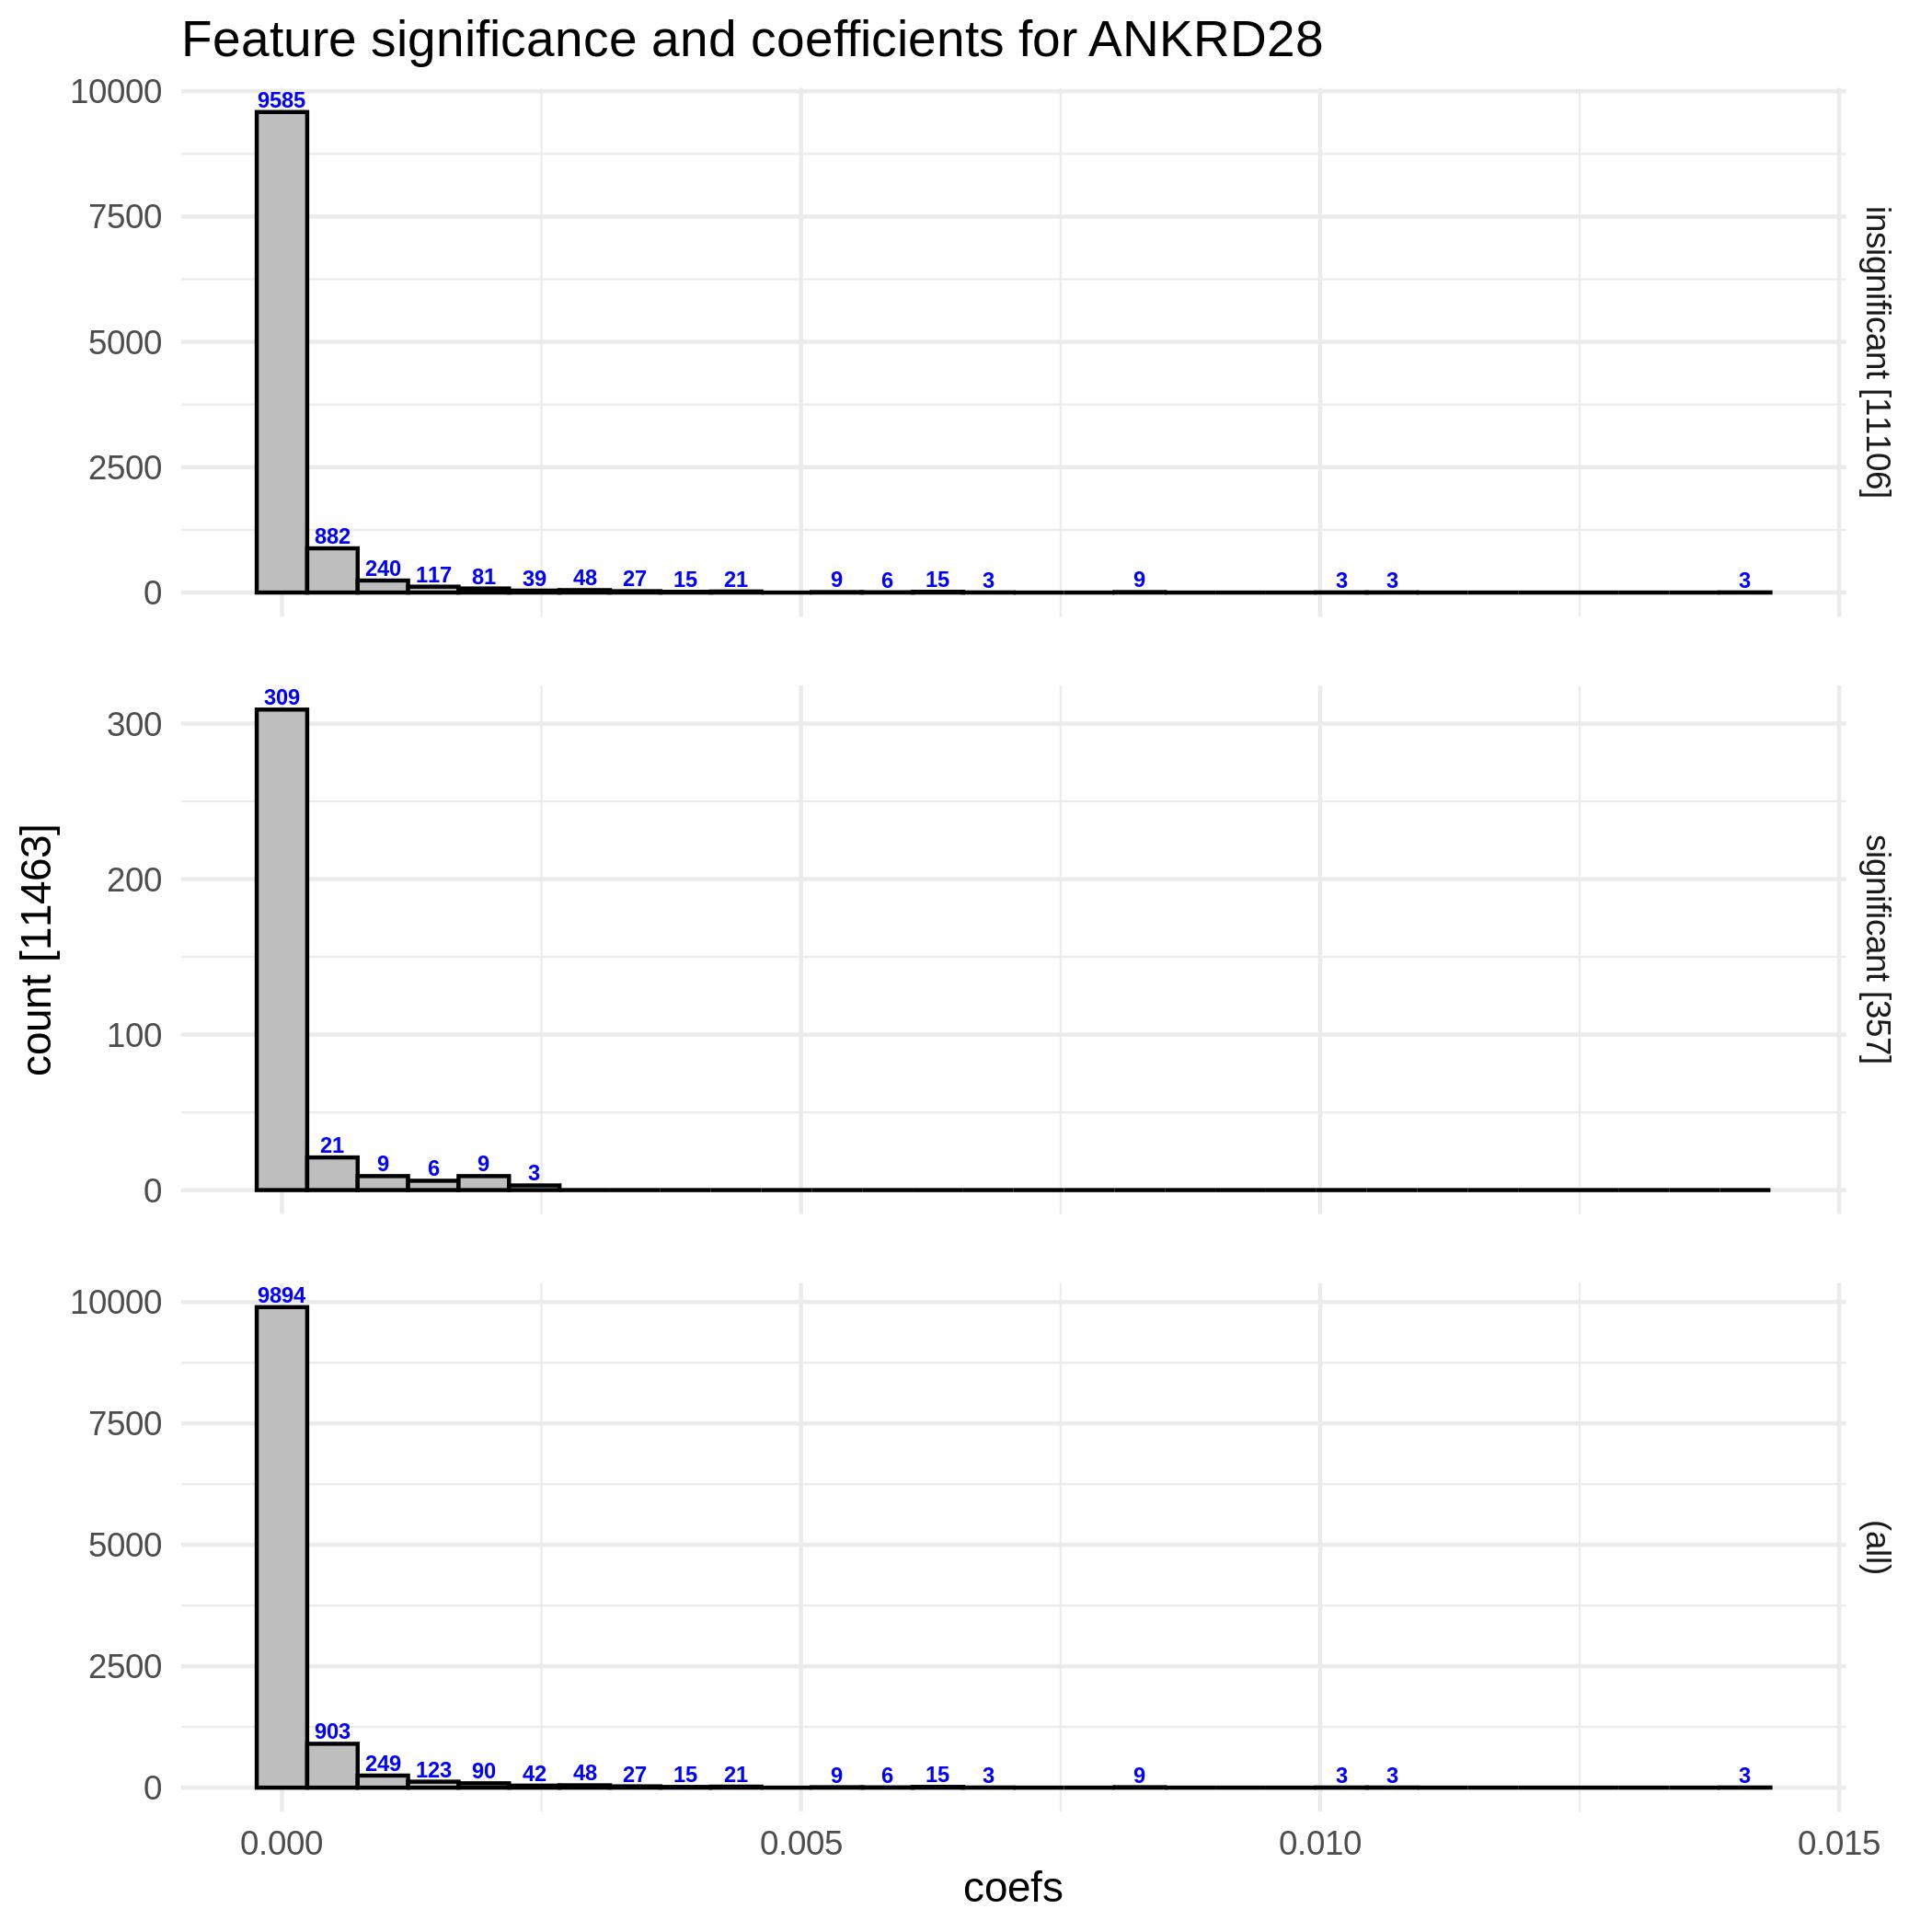 Feature significance and coefficients for ANKRD28
10000
7500
5000
2500
0
9585
882 240 117 81 39 48 27 15 21 9 6 15 3 9 3 3 3
insignificant [11106]
count [11463]
300
200
100
0
309
21 9 6 9 3
significant [357]
10000
7500
5000
2500
0
9894
903 249 123 90 42 48 27 15 21 9 6 15 3 9 3 3 3
(all)
0.000 0.005 0.010 0.015
coefs